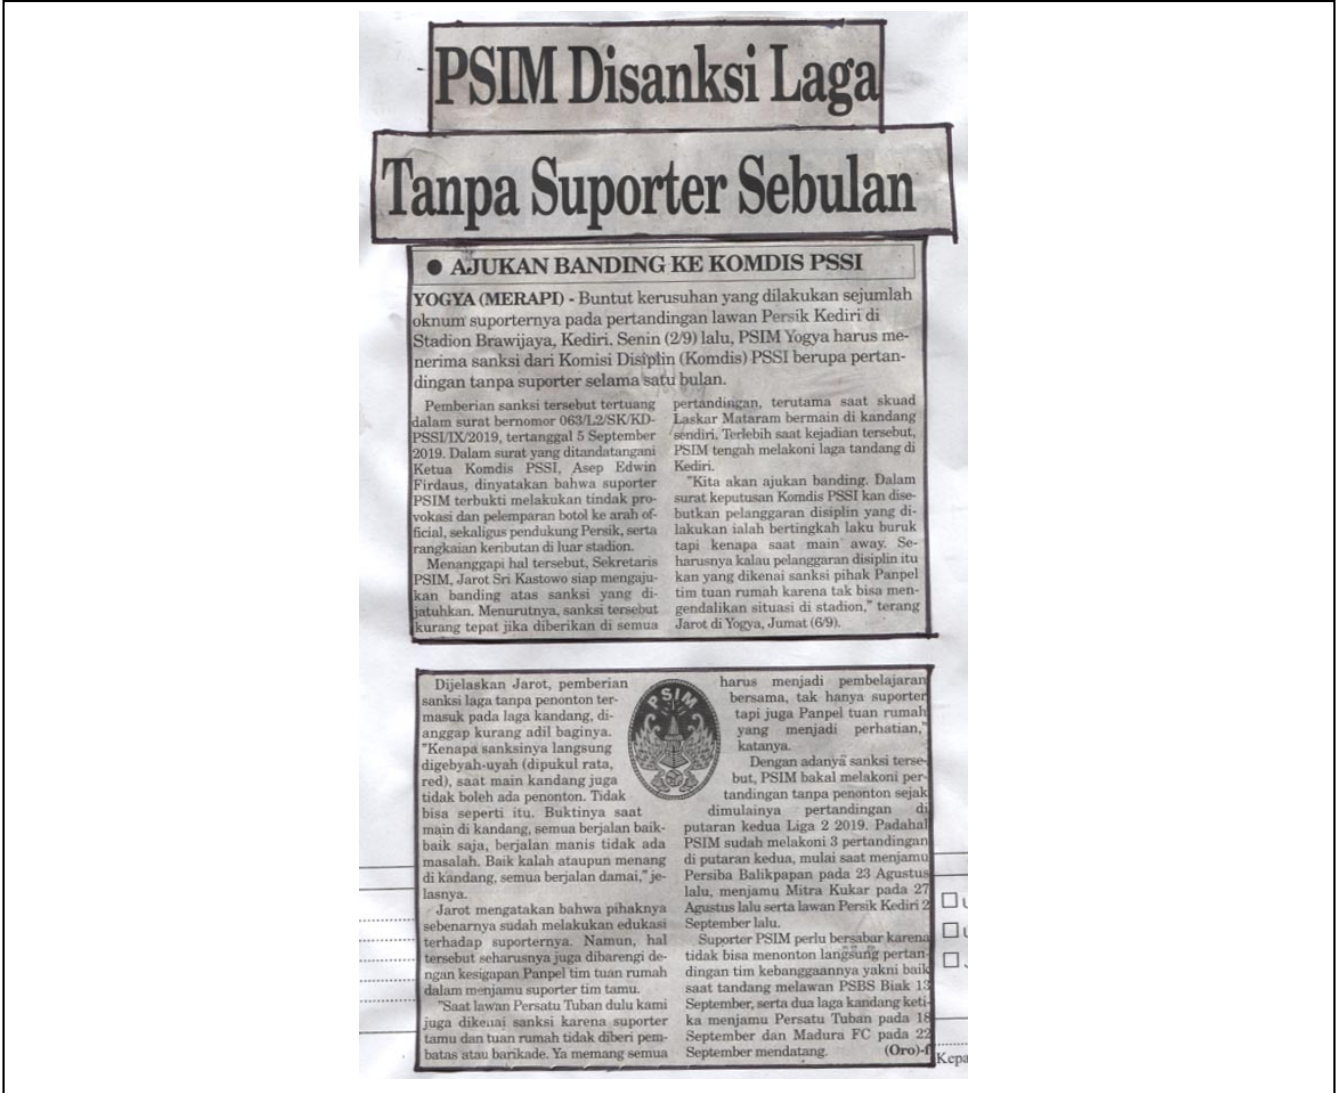 PSIM Disanksi Laga
Tanpa Suporter Sebulan
● AJUKAN BANDING KE KOMDIS PSSI
YOGYA (MERAPI) - Buntut kerusuhan yang dilakukan sejumlah
oknum suporternya pada pertandingan lawan Persik Kediri di
Stadion Brawijaya, Kediri, Senin (2/9) lalu, PSIM Yogya harus me-
nerima sanksi dari Komisi Disiplin (Komdis) PSSI berupa pertan-
dingan tanpa suporter selama satu bulan.
Pemberian sanksi tersebut tertuang
dalam surat bernomor 063/L2/SK/KD-
PSSI/IX/2019, tertanggal 5 September
2019. Dalam surat yang ditandatangani
Ketua Komdis PSSI, Asep Edwin
Firdaus, dinyatakan bahwa suporter
PSIM terbukti melakukan tindak pro-
vokasi dan pelemparan botol ke arah of-
ficial, sekaligus pendukung Persik, serta
rangkaian keributan di luar stadion.
Menanggapi hal tersebut, Sekretaris
PSIM, Jarot Sri Kastowo siap mengaju-
kan banding atas sanksi yang di-
jatuhkan. Menurutnya, sanksi tersebut
kurang tepat jika diberikan di semua
pertandingan, terutama saat skuad
Laskar Mataram bermain di kandang
sendiri. Terlebih saat kejadian tersebut,
PSIM tengah melakoni laga tandang di
Kediri.
"Kita akan ajukan banding. Dalam
surat keputusan Komdis PSSI kan dise-
butkan pelanggaran disiplin yang di-
lakukan ialah bertingkah laku buruk
tapi kenapa saat main away. Se-
harusnya kalau pelanggaran disiplin itu
kan yang dikenai sanksi pihak Panpel
tim tuan rumah karena tak bisa men-
gendalikan situasi di stadion," terang
Jarot di Yogya, Jumat (6/9).
Dijelaskan Jarot, pemberian
sanksi laga tanpa penonton ter-
masuk pada laga kandang, di-
anggap kurang adil baginya.
"Kenapa sanksinya langsung
digebyah-uyah (dipukul rata,
red), saat main kandang juga
tidak boleh ada penonton. Tidak
bisa seperti itu. Buktinya saat
main di kandang, semua berjalan baik-
baik saja, berjalan manis tidak ada
masalah. Baik kalah ataupun menang
di kandang, semua berjalan damai," je-
lasnya.
Jarot mengatakan bahwa pihaknya
sebenarnya sudah melakukan edukasi
terhadap suporternya. Namun, hal
tersebut seharusnya juga dibarengi de-
ngan kesigapan Panpel tim tuan rumah
dalam menjamu suporter tim tamu.
"Saat lawan Persatu Tuban dulu kami
juga dikenai sanksi karena suporter
tamu dan tuan rumah tidak diberi pem-
batas atau barikade. Ya memang semua
PSIM
harus menjadi pembelajaran
bersama, tak hanya suporter
tapi juga Panpel tuan rumah
yang menjadi perhatian,"
katanya.
Dengan adanya sanksi terse-
but, PSIM bakal melakoni per-
tandingan tanpa penonton sejak
dimulainya pertandingan di
putaran kedua Liga 2 2019. Padahal
PSIM sudah melakoni 3 pertandingan
di putaran kedua, mulai saat menjamu
Persiba Balikpapan pada 23 Agustus
lalu, menjamu Mitra Kukar pada 27
Agustus lalu serta lawan Persik Kediri 2
September lalu.
Suporter PSIM perlu bersabar karena
tidak bisa menonton langsung pertan-
dingan tim kebanggaannya yakni baik
saat tandang melawan PSBS Biak 13
September, serta dua laga kandang keti-
ka menjamu Persatu Tuban pada 18
September dan Madura FC pada 22
September mendatang. (Oro)-f
Kepa